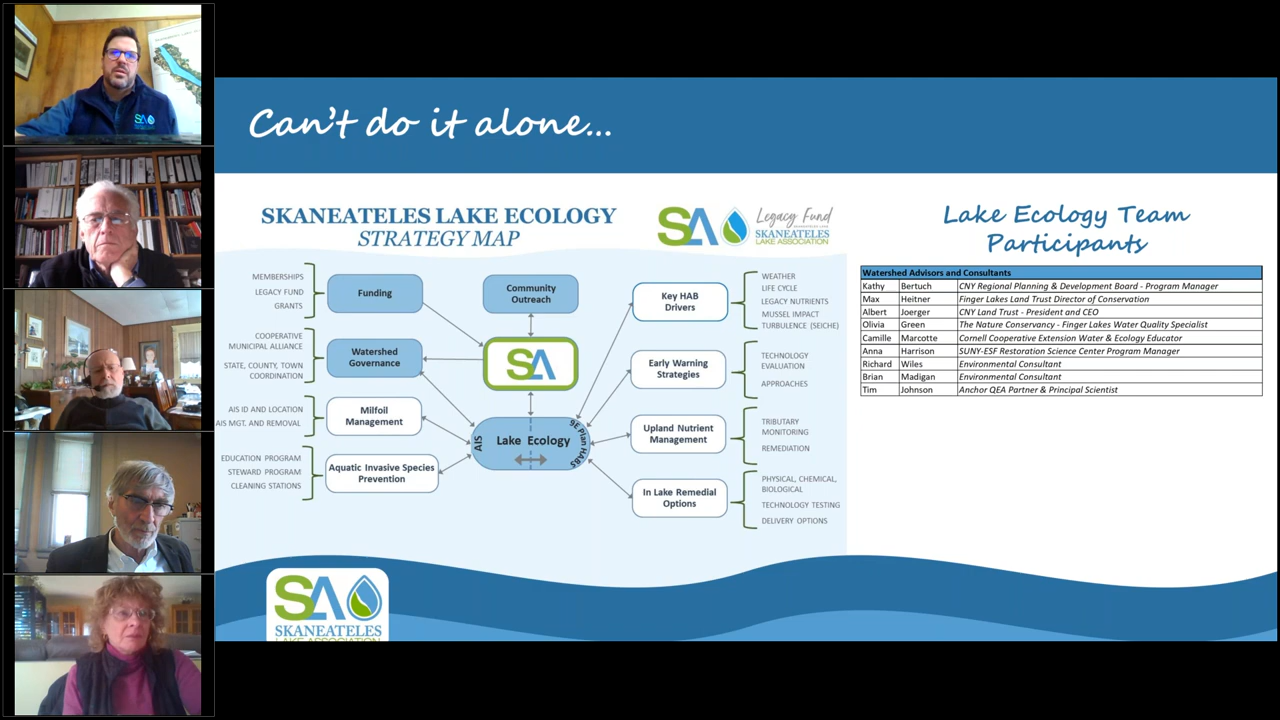 Can't do it alone...
SKANEATELES LAKE ECOLOGY
STRATEGY MAP
SA
Legacy Fund
SKANEATELES
LAKE ASSOCIATION
MEMBERSHIPS
LEGACY FUND
GRANTS
Funding
COOPERATIVE
MUNICIPAL ALLIANCE
STATE, COUNTY, TOWN
COORDINATION
Watershed
Governance
AIS ID AND LOCATION
AIS MGT. AND REMOVAL
Milfoil
Management
EDUCATION PROGRAM
STEWARD PROGRAM
CLEANING STATIONS
Aquatic Invasive Species
Prevention
Community
Outreach
SA
AIS
Lake Ecology
9E Plan HABS
Key HAB
Drivers
WEATHER
LIFE CYCLE
LEGACY NUTRIENTS
MUSSEL IMPACT
TURBULENCE (SEICHE)
Early Warning
Strategies
TECHNOLOGY
EVALUATION
APPROACHES
Upland Nutrient
Management
TRIBUTARY
MONITORING
REMEDIATION
In Lake Remedial
Options
PHYSICAL, CHEMICAL,
BIOLOGICAL
TECHNOLOGY TESTING
DELIVERY OPTIONS
Lake Ecology Team
Participants
Watershed Advisors and Consultants
Kathy Bertuch CNY Regional Planning & Development Board - Program Manager
Max Heitner Finger Lakes Land Trust Director of Conservation
Albert Joerger CNY Land Trust - President and CEO
Olivia Green The Nature Conservancy - Finger Lakes Water Quality Specialist
Camille Marcotte Cornell Cooperative Extension Water & Ecology Educator
Anna Harrison SUNY-ESF Restoration Science Center Program Manager
Richard Wiles Environmental Consultant
Brian Madigan Environmental Consultant
Tim Johnson Anchor QEA Partner & Principal Scientist
SA
SKANEATELES
LAKE ASSOCIATION
SA